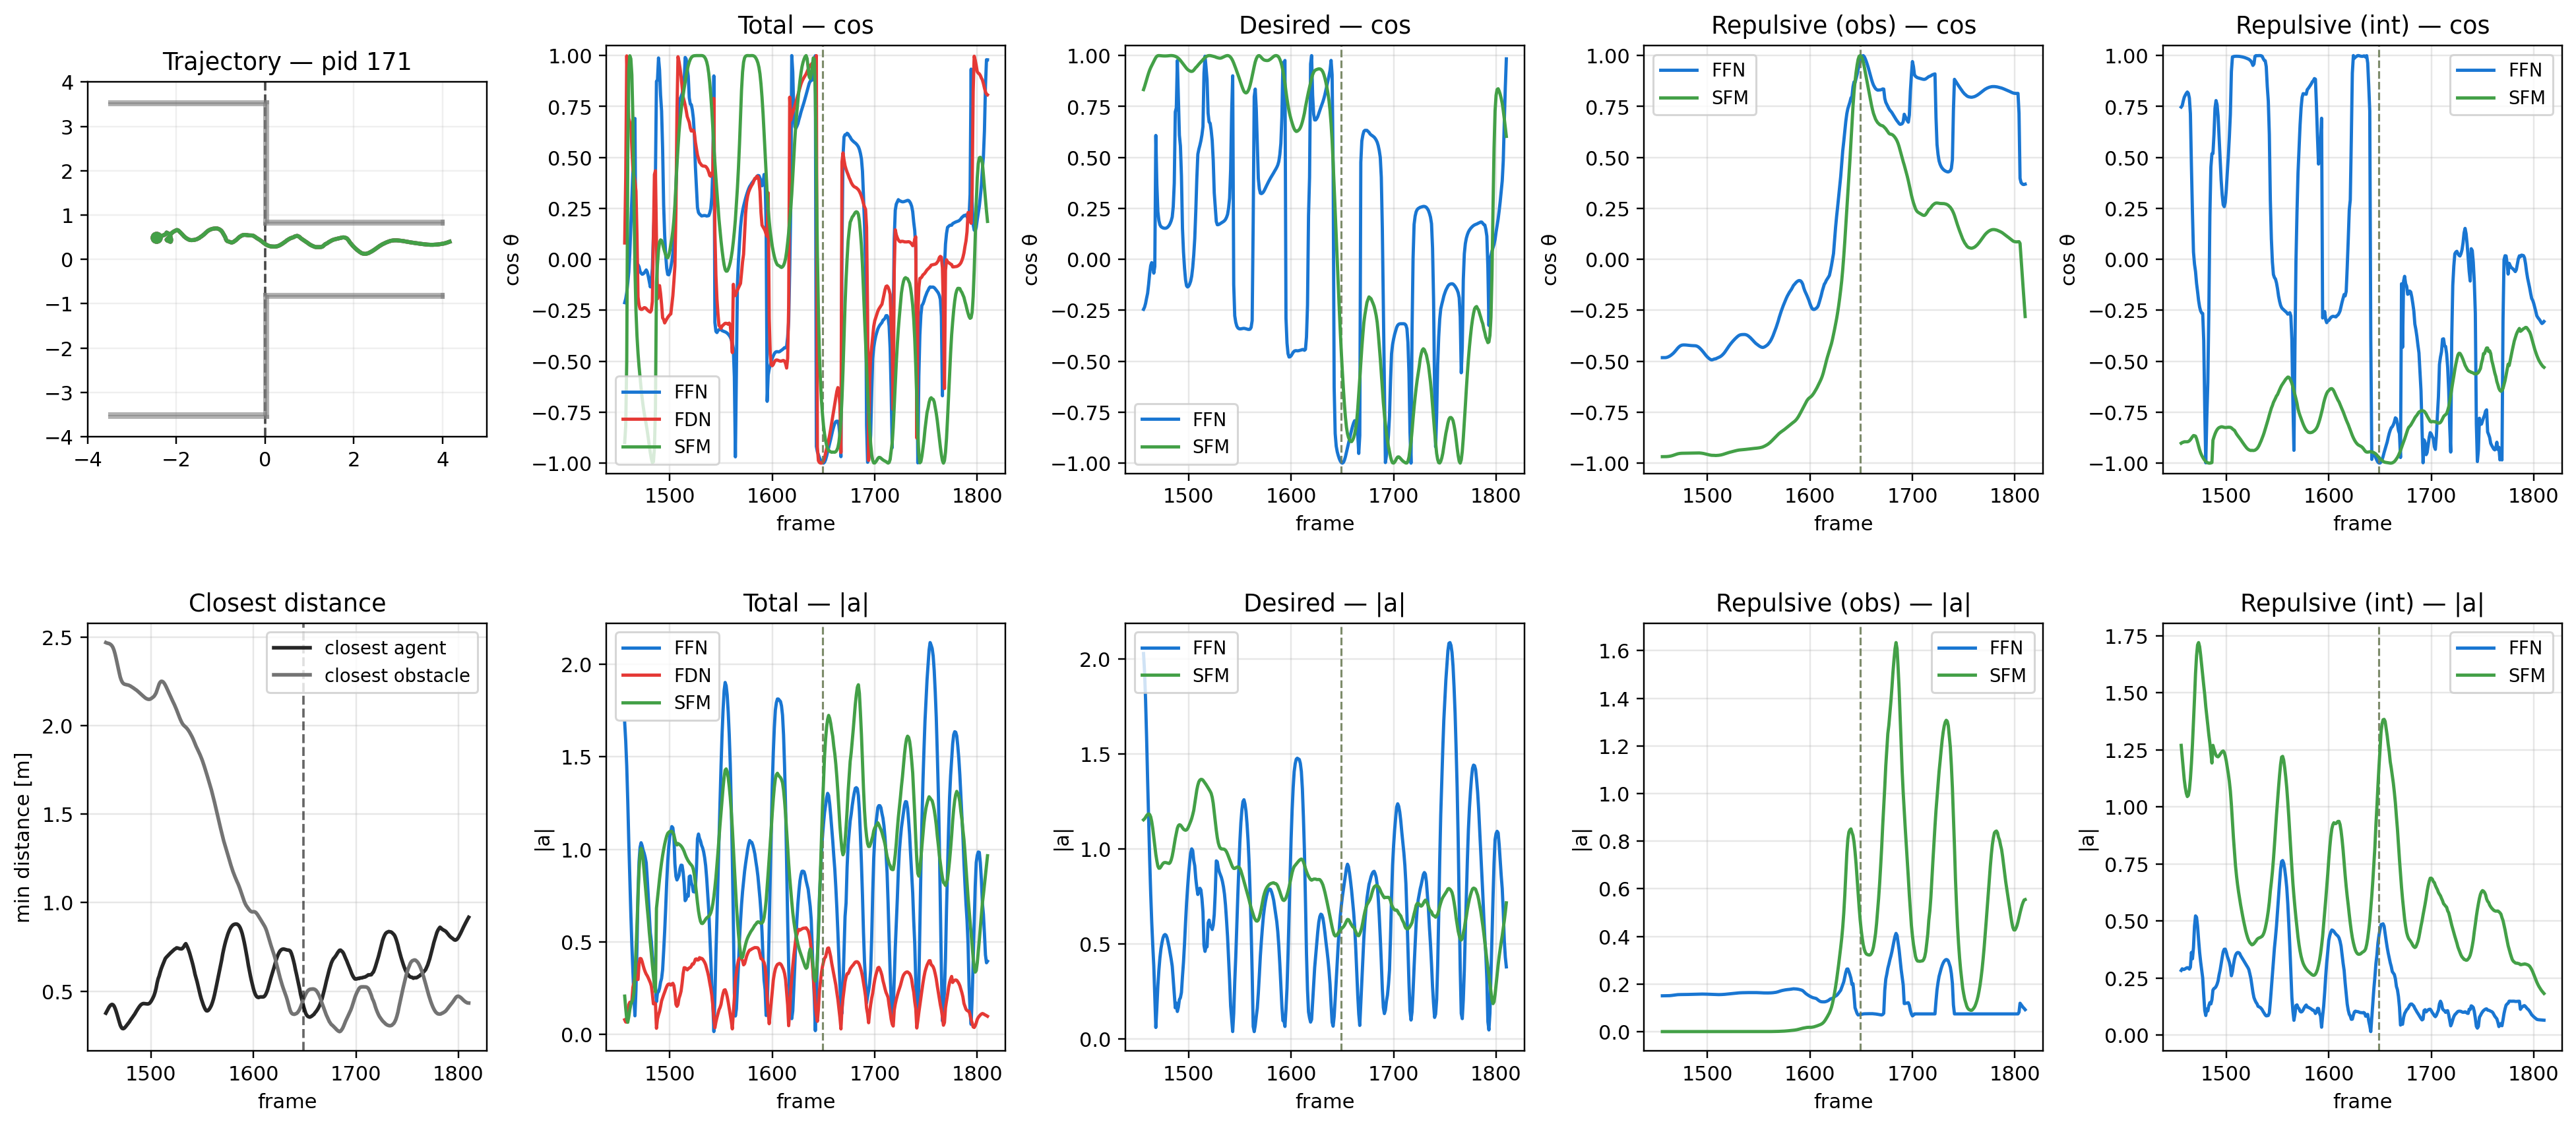 Trajectory — pid 171
4
3
2
1
0
−1
−2
−3
−4
−4 −2 0 2 4
Total — cos
1.00
0.75
0.50
0.25
0.00
−0.25
−0.50
−0.75
−1.00
cos θ
FFN
FDN
SFM
1500 1600 1700 1800
frame
Desired — cos
1.00
0.75
0.50
0.25
0.00
−0.25
−0.50
−0.75
−1.00
cos θ
FFN
SFM
1500 1600 1700 1800
frame
Repulsive (obs) — cos
1.00
0.75
0.50
0.25
0.00
−0.25
−0.50
−0.75
−1.00
cos θ
FFN
SFM
1500 1600 1700 1800
frame
Repulsive (int) — cos
1.00
0.75
0.50
0.25
0.00
−0.25
−0.50
−0.75
−1.00
cos θ
FFN
SFM
1500 1600 1700 1800
frame
Closest distance
2.5
2.0
1.5
1.0
0.5
min distance [m]
closest agent
closest obstacle
1500 1600 1700 1800
frame
Total — |a|
2.0
1.5
1.0
0.5
0.0
|a|
FFN
FDN
SFM
1500 1600 1700 1800
frame
Desired — |a|
2.0
1.5
1.0
0.5
0.0
|a|
FFN
SFM
1500 1600 1700 1800
frame
Repulsive (obs) — |a|
1.6
1.4
1.2
1.0
0.8
0.6
0.4
0.2
0.0
|a|
FFN
SFM
1500 1600 1700 1800
frame
Repulsive (int) — |a|
1.75
1.50
1.25
1.00
0.75
0.50
0.25
0.00
|a|
FFN
SFM
1500 1600 1700 1800
frame